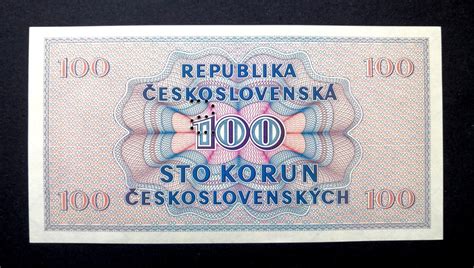 100 REPUBLIKA 100
ČESKOSLOVENSKÁ
100
STO KORUN
100 ČESKOSLOVENSKÝCH 100